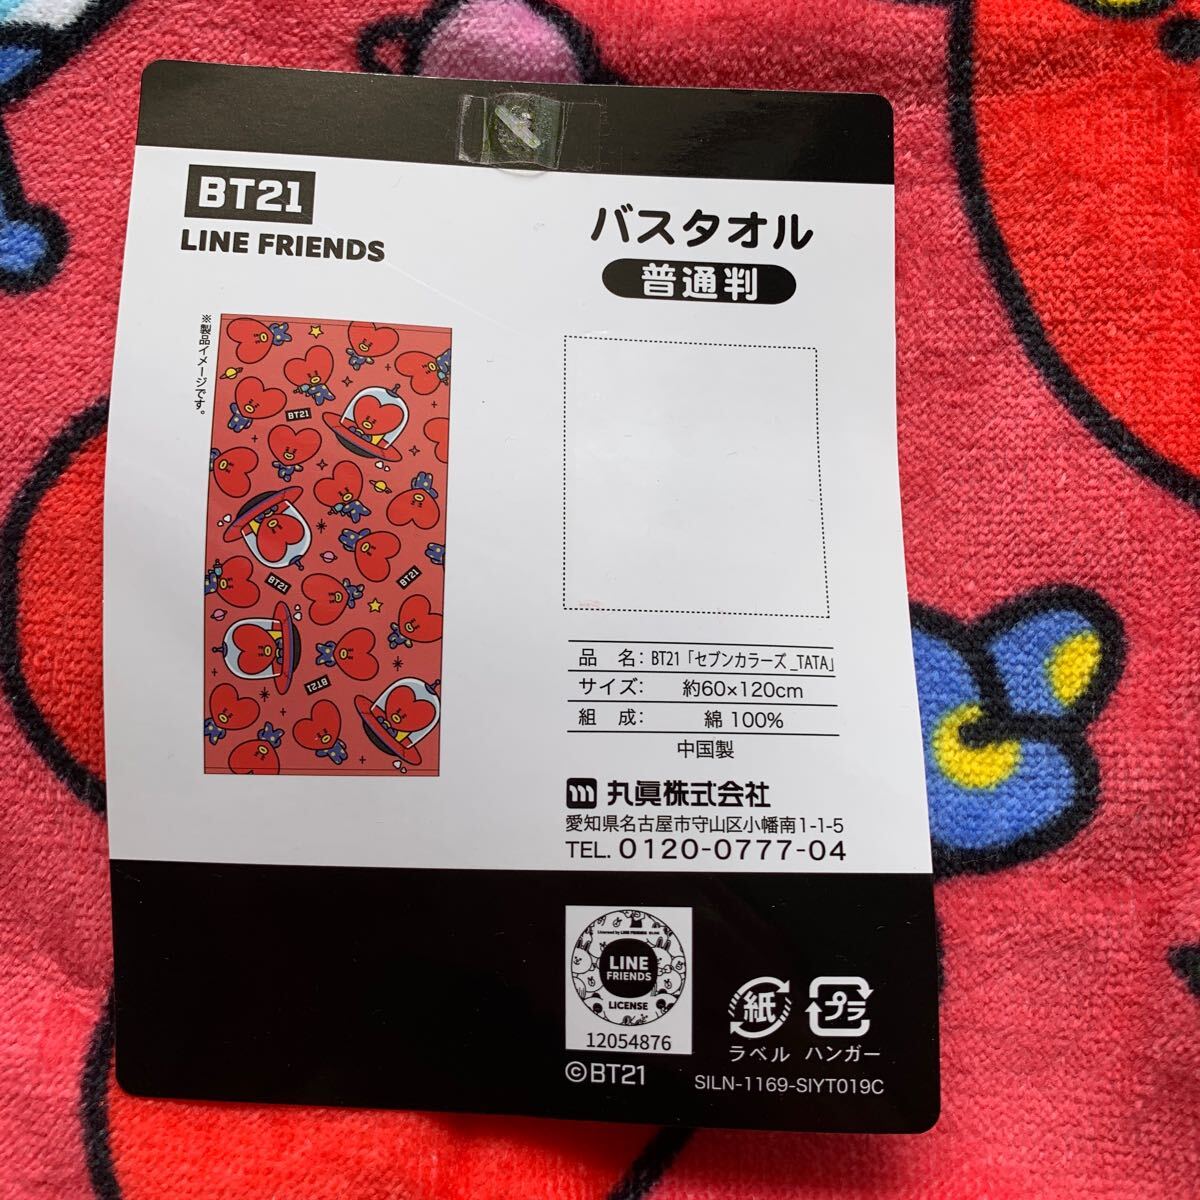 BT21
LINE FRIENDS
※製品イメージです。
BT21
BT21
BT21
BT21
バスタオル
普通判
品 名: BT21「セブンカラーズ_TATA」
サイズ: 約60×120cm
組 成: 綿 100%
中国製
丸眞株式会社
愛知県名古屋市守山区小幡南1-1-5
TEL. 0120-0777-04
Licensed by LINE FRIENDS
LINE
FRIENDS
LICENSE
12054876
©BT21
紙
ラベル
プラ
ハンガー
SILN-1169-SIYT019C